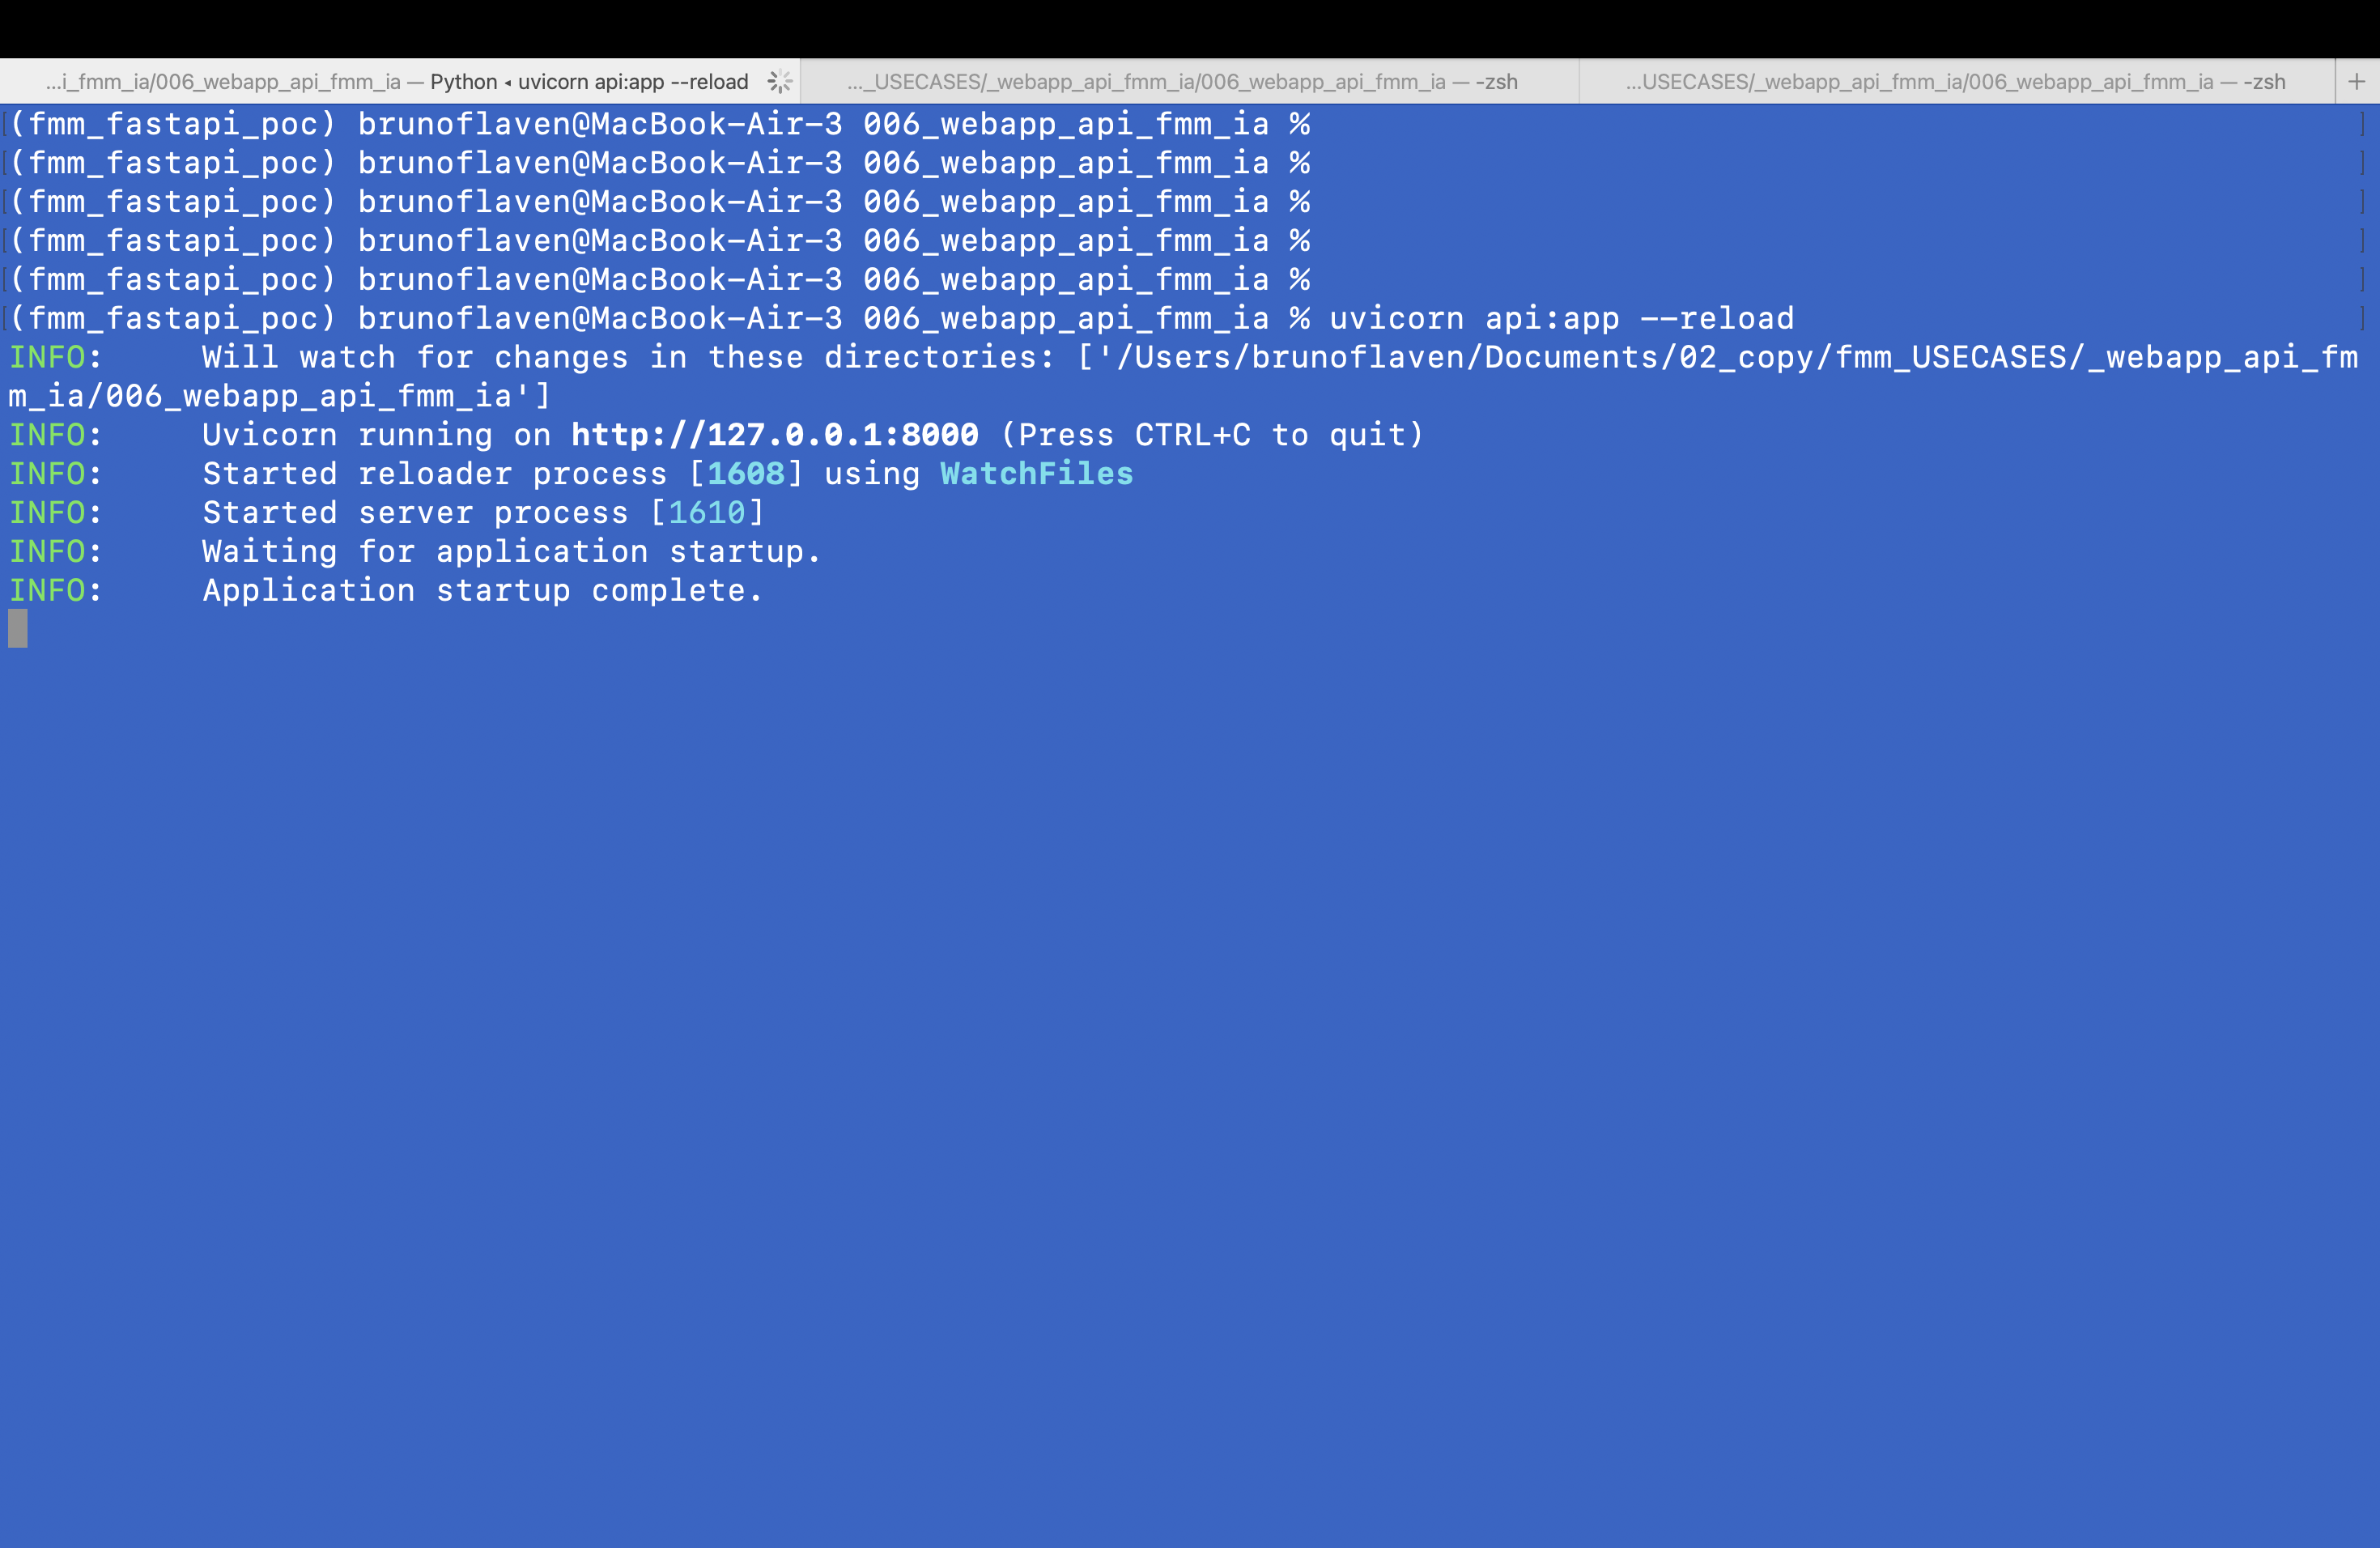 ...i_fmm_ia/006_webapp_api_fmm_ia — Python ◂ uvicorn api:app --reload
..._USECASES/_webapp_api_fmm_ia/006_webapp_api_fmm_ia — -zsh
...USECASES/_webapp_api_fmm_ia/006_webapp_api_fmm_ia — -zsh
+
(fmm_fastapi_poc) brunoflaven@MacBook-Air-3 006_webapp_api_fmm_ia %
(fmm_fastapi_poc) brunoflaven@MacBook-Air-3 006_webapp_api_fmm_ia %
(fmm_fastapi_poc) brunoflaven@MacBook-Air-3 006_webapp_api_fmm_ia %
(fmm_fastapi_poc) brunoflaven@MacBook-Air-3 006_webapp_api_fmm_ia %
(fmm_fastapi_poc) brunoflaven@MacBook-Air-3 006_webapp_api_fmm_ia %
(fmm_fastapi_poc) brunoflaven@MacBook-Air-3 006_webapp_api_fmm_ia % uvicorn api:app --reload
INFO:     Will watch for changes in these directories: ['/Users/brunoflaven/Documents/02_copy/fmm_USECASES/_webapp_api_fm
m_ia/006_webapp_api_fmm_ia']
INFO:     Uvicorn running on http://127.0.0.1:8000 (Press CTRL+C to quit)
INFO:     Started reloader process [1608] using WatchFiles
INFO:     Started server process [1610]
INFO:     Waiting for application startup.
INFO:     Application startup complete.